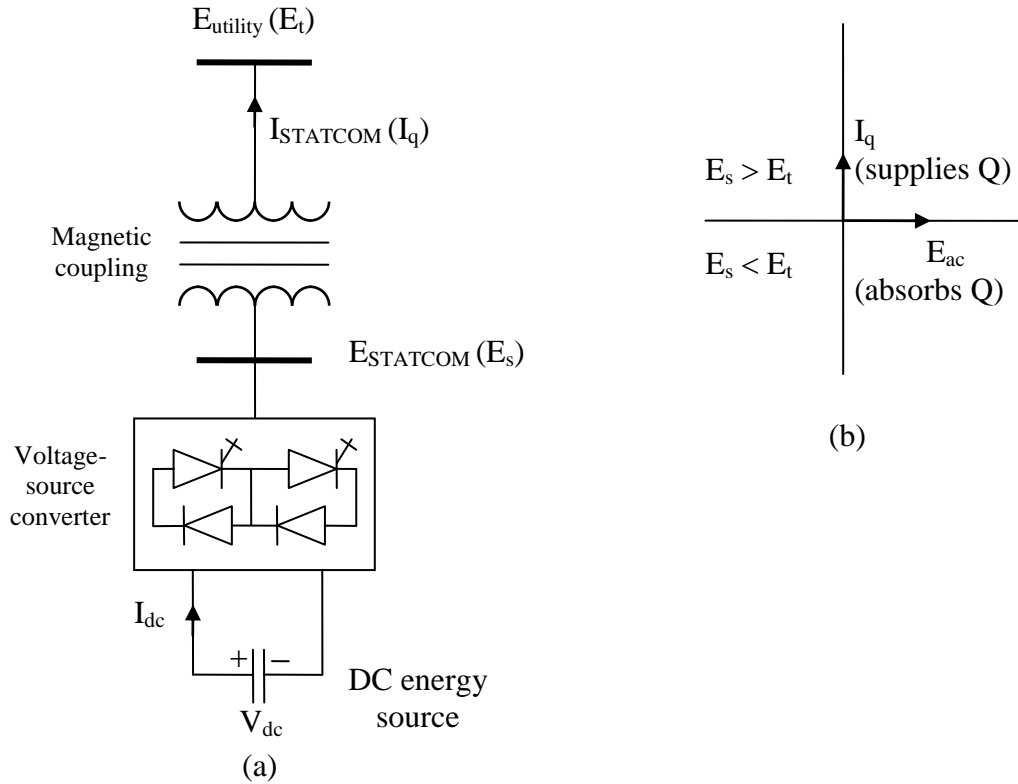 E_utility (E_t)
I_STATCOM (I_q)
Magnetic
coupling
E_STATCOM (E_s)
Voltage-
source
converter
I_dc
+ −
V_dc
DC energy
source
(a)
I_q
E_s > E_t (supplies Q)
E_ac
E_s < E_t
(absorbs Q)
(b)